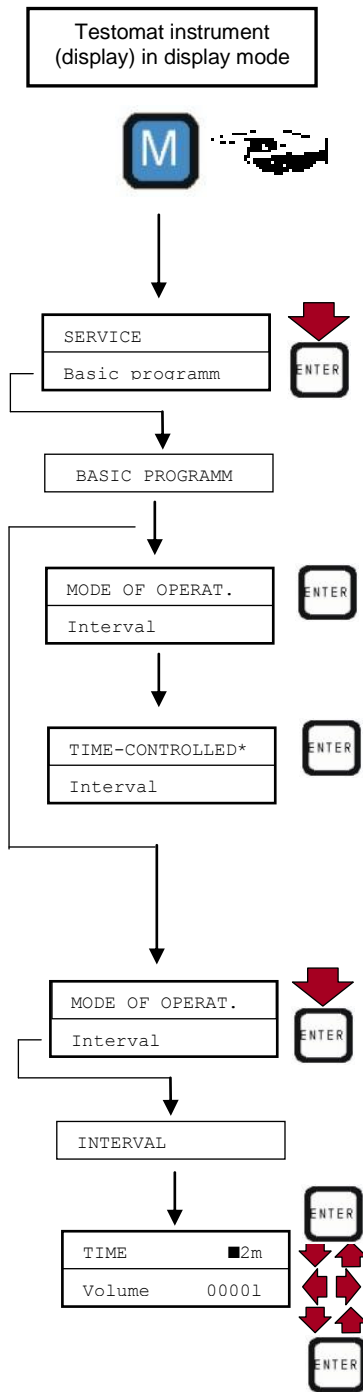 Testomat instrument
(display) in display mode
M
SERVICE
Basic programm
ENTER
BASIC PROGRAMM
MODE OF OPERAT.
Interval
ENTER
TIME-CONTROLLED*
Interval
ENTER
MODE OF OPERAT.
Interval
ENTER
INTERVAL
ENTER
TIME ■2m
Volume 0000l
ENTER